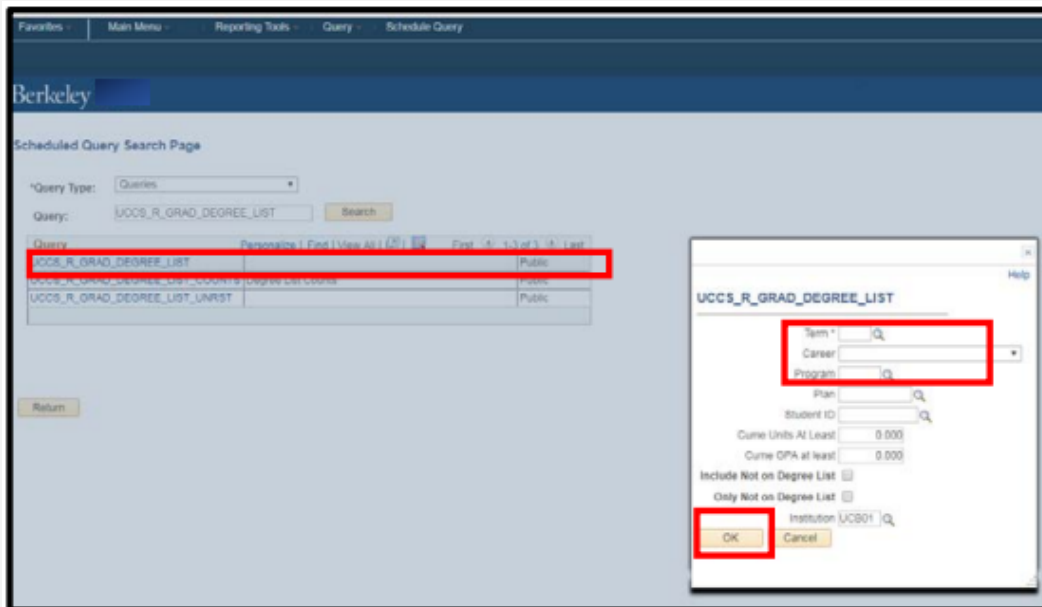 Favorites Main Menu Reporting Tools Query Schedule Query
Berkeley
Scheduled Query Search Page
*Query Type: Queries
Query: UCCS_R_GRAD_DEGREE_LIST Search
Query Personalize | Find | View All | First 1-3 of 3 Last
UCCS_R_GRAD_DEGREE_LIST Public
UCCS_R_GRAD_DEGREE_LIST_COUNTS Degree List Counts Public
UCCS_R_GRAD_DEGREE_LIST_UNRST Public
Return
Help
UCCS_R_GRAD_DEGREE_LIST
Term *
Career
Program
Plan
Student ID
Cume Units At Least 0.000
Cume GPA at least 0.000
Include Not on Degree List
Only Not on Degree List
Institution UCB01
OK Cancel